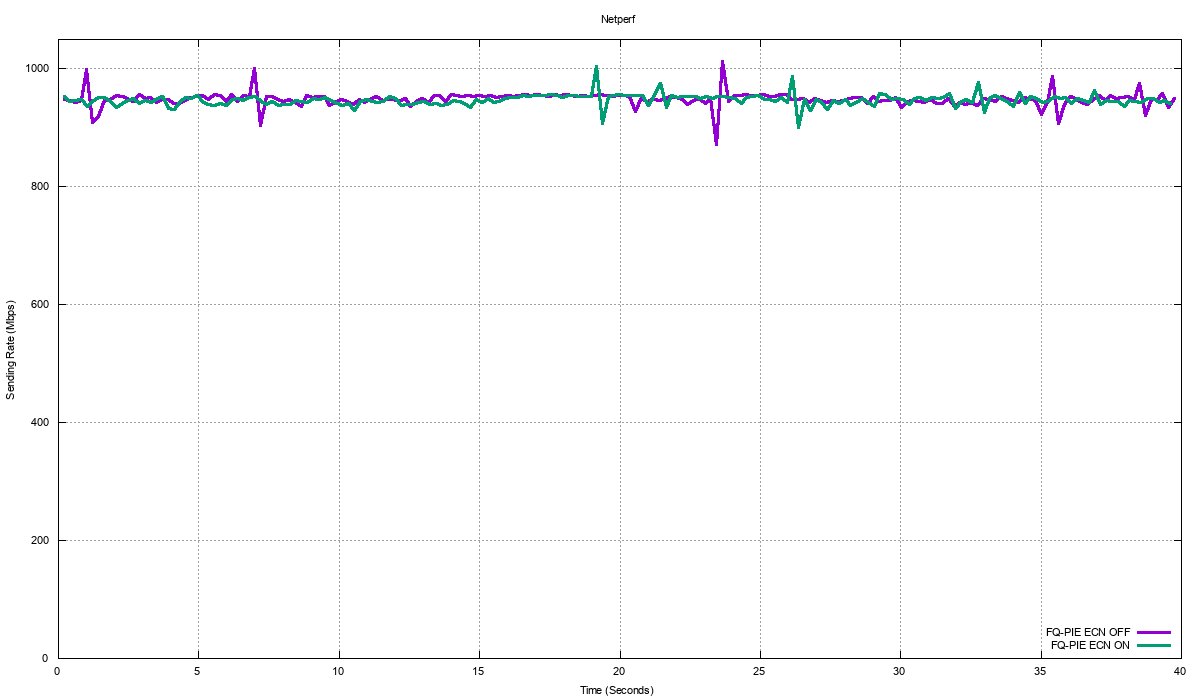 Netperf
1000
800
600
400
200
0
Sending Rate (Mbps)
FQ-PIE ECN OFF
FQ-PIE ECN ON
0 5 10 15 20 25 30 35 40
Time (Seconds)